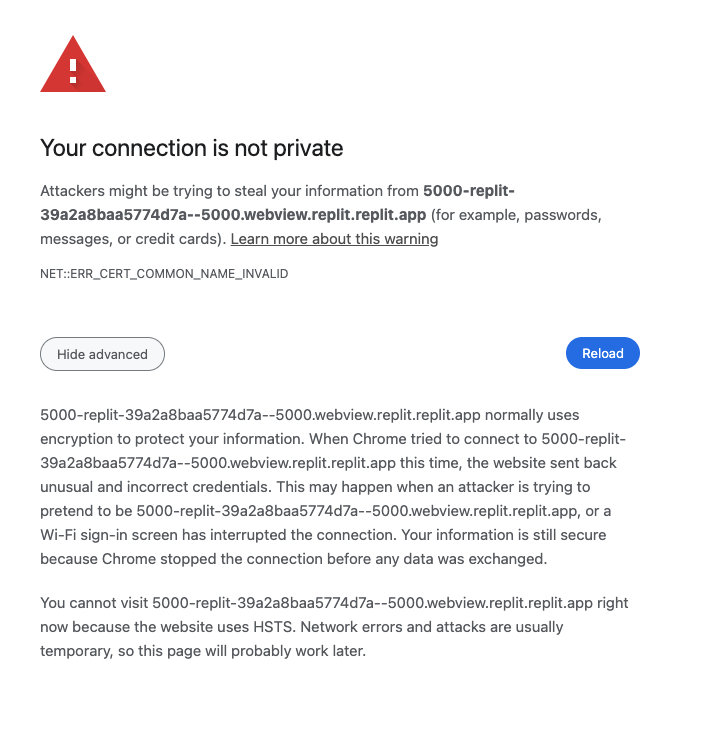 Your connection is not private
Attackers might be trying to steal your information from 5000-replit-
39a2a8baa5774d7a--5000.webview.replit.replit.app (for example, passwords,
messages, or credit cards). Learn more about this warning
NET::ERR_CERT_COMMON_NAME_INVALID
Hide advanced
Reload
5000-replit-39a2a8baa5774d7a--5000.webview.replit.replit.app normally uses
encryption to protect your information. When Chrome tried to connect to 5000-replit-
39a2a8baa5774d7a--5000.webview.replit.replit.app this time, the website sent back
unusual and incorrect credentials. This may happen when an attacker is trying to
pretend to be 5000-replit-39a2a8baa5774d7a--5000.webview.replit.replit.app, or a
Wi-Fi sign-in screen has interrupted the connection. Your information is still secure
because Chrome stopped the connection before any data was exchanged.
You cannot visit 5000-replit-39a2a8baa5774d7a--5000.webview.replit.replit.app right
now because the website uses HSTS. Network errors and attacks are usually
temporary, so this page will probably work later.